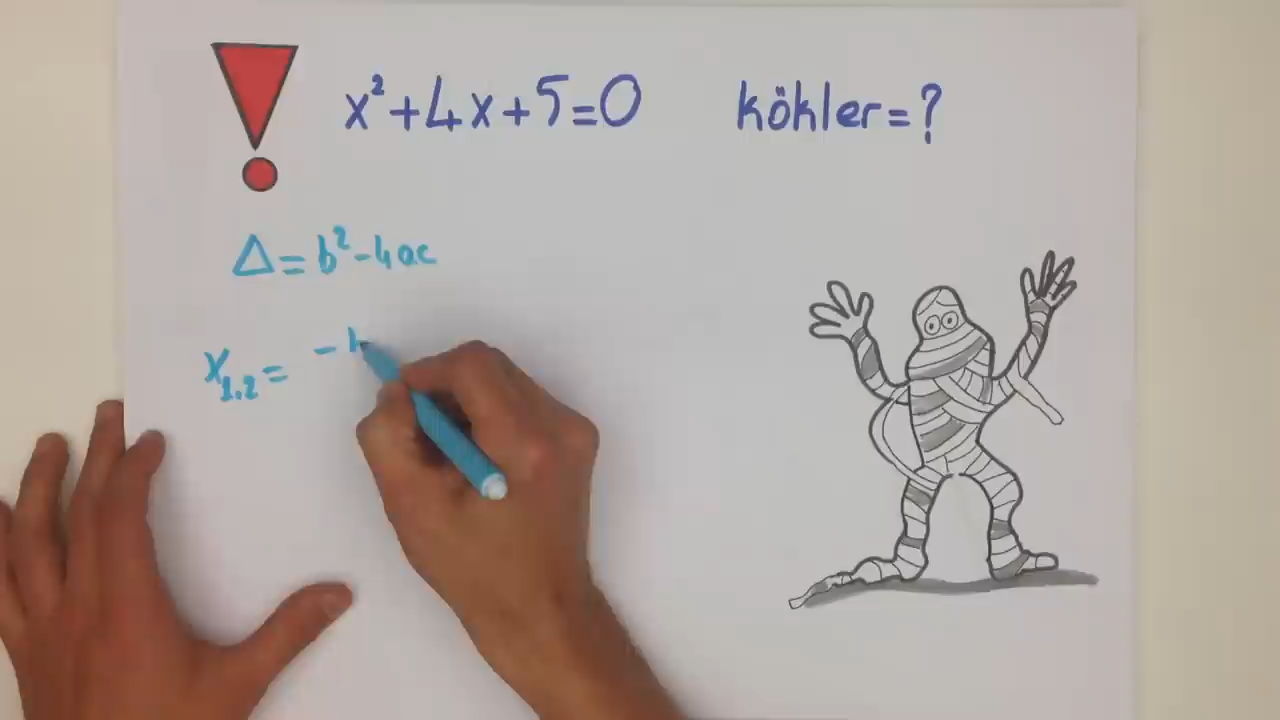 x²+4x+5=0 kökler=?
Δ=b²-4ac
x₁,₂= -